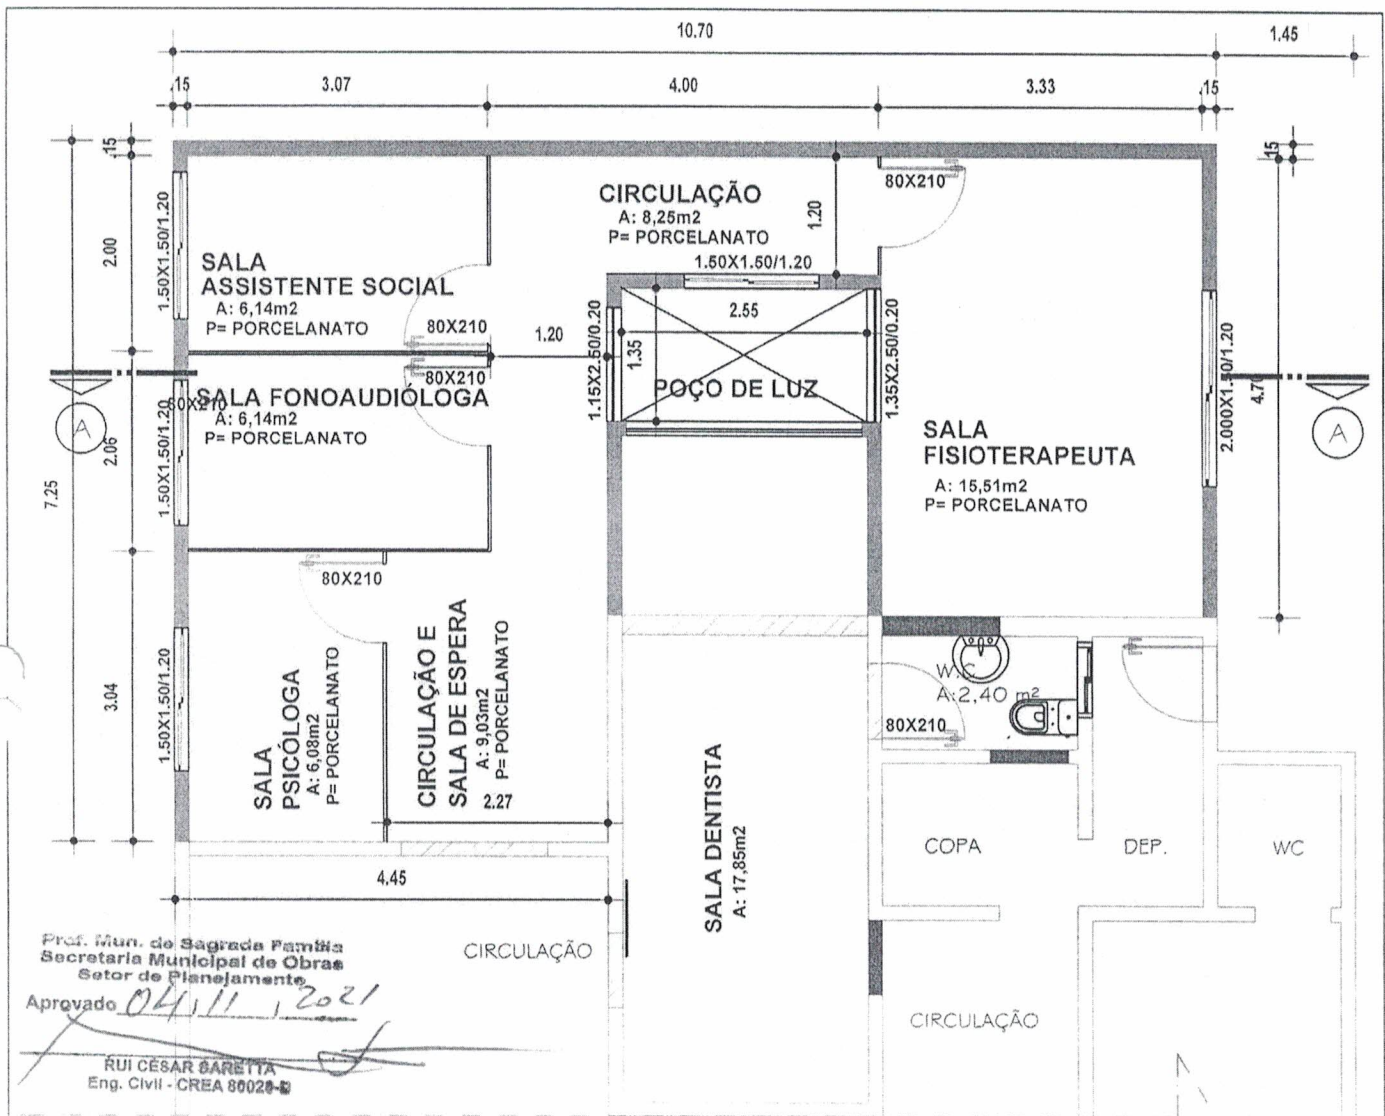 10.70
1.45
.15
3.07
4.00
3.33
.15
.15
15
CIRCULAÇÃO
A: 8,25m2
P= PORCELANATO
1.50X1.50/1.20
1.20
80X210
2.00
1.50X1.50/1.20
SALA
ASSISTENTE SOCIAL
A: 6,14m2
P= PORCELANATO
80X210
1.20
2.55
1.35
1.15X2.50/0.20
1.35X2.50/0.20
POÇO DE LUZ
80X210
80X210
SALA FONOAUDIÓLOGA
A: 6,14m2
P= PORCELANATO
1.50X1.50/1.20
A
2.06
7.25
SALA
FISIOTERAPEUTA
A: 15,51m2
P= PORCELANATO
4.70
A
80X210
3.04
1.50X1.50/1.20
SALA
PSICÓLOGA
A: 6,08m2
P= PORCELANATO
CIRCULAÇÃO E
SALA DE ESPERA
A: 9,03m2
P= PORCELANATO
2.27
W.C
A:2,40 m²
80X210
SALA DENTISTA
A: 17,85m2
COPA
DEP.
WC
4.45
CIRCULAÇÃO
CIRCULAÇÃO
Pref. Mun. de Sagrada Família
Secretaria Municipal de Obras
Setor de Planejamento
Aprovado 04/11/2021
RUI CÉSAR BARETTA
Eng. Civil - CREA 80028-D